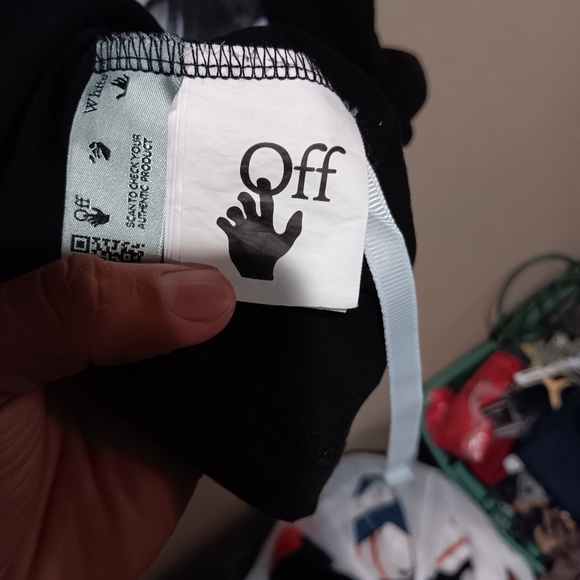 Off
White
Off
SCAN TO CHECK YOUR
AUTHENTIC PRODUCT